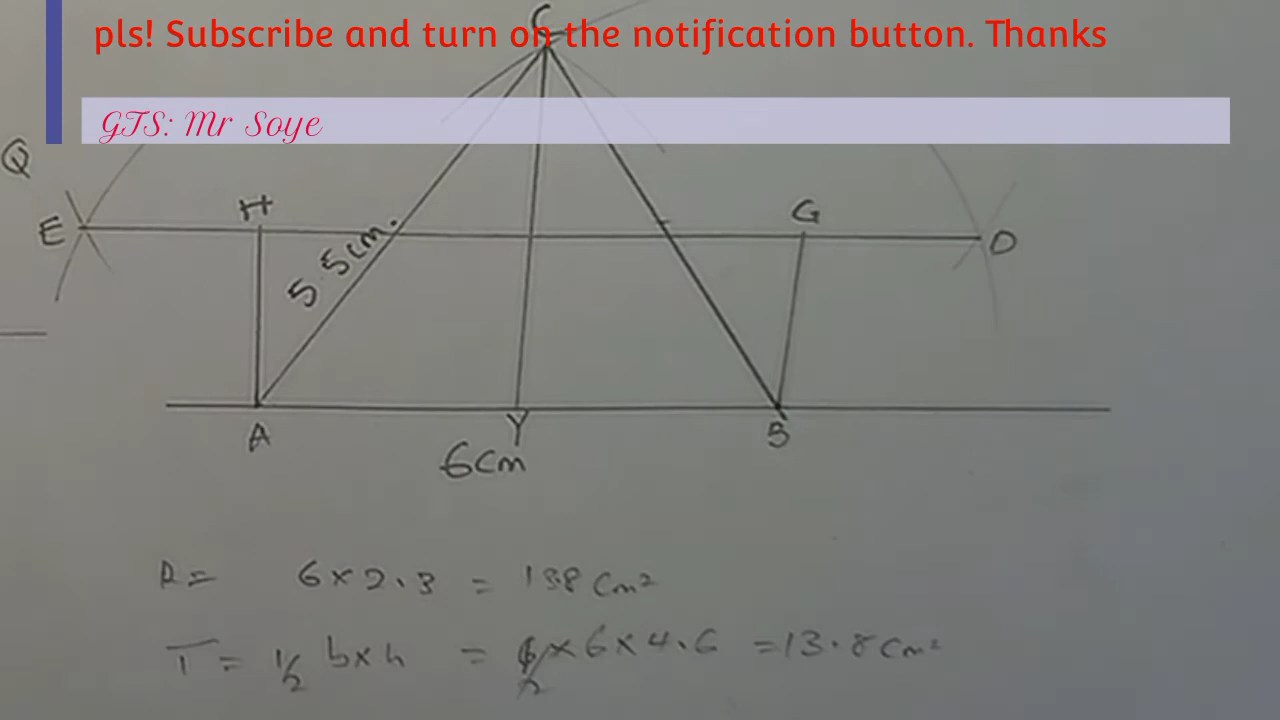 C
pls! Subscribe and turn on the notification button. Thanks
GTS: Mr Soye
Q
E H G D
5.5cm.
A Y B
6cm
R = 6 x 2.3 = 13.8 cm²
T = 1/2 b x h = 1/2 x 6 x 4.6 = 13.8 cm²